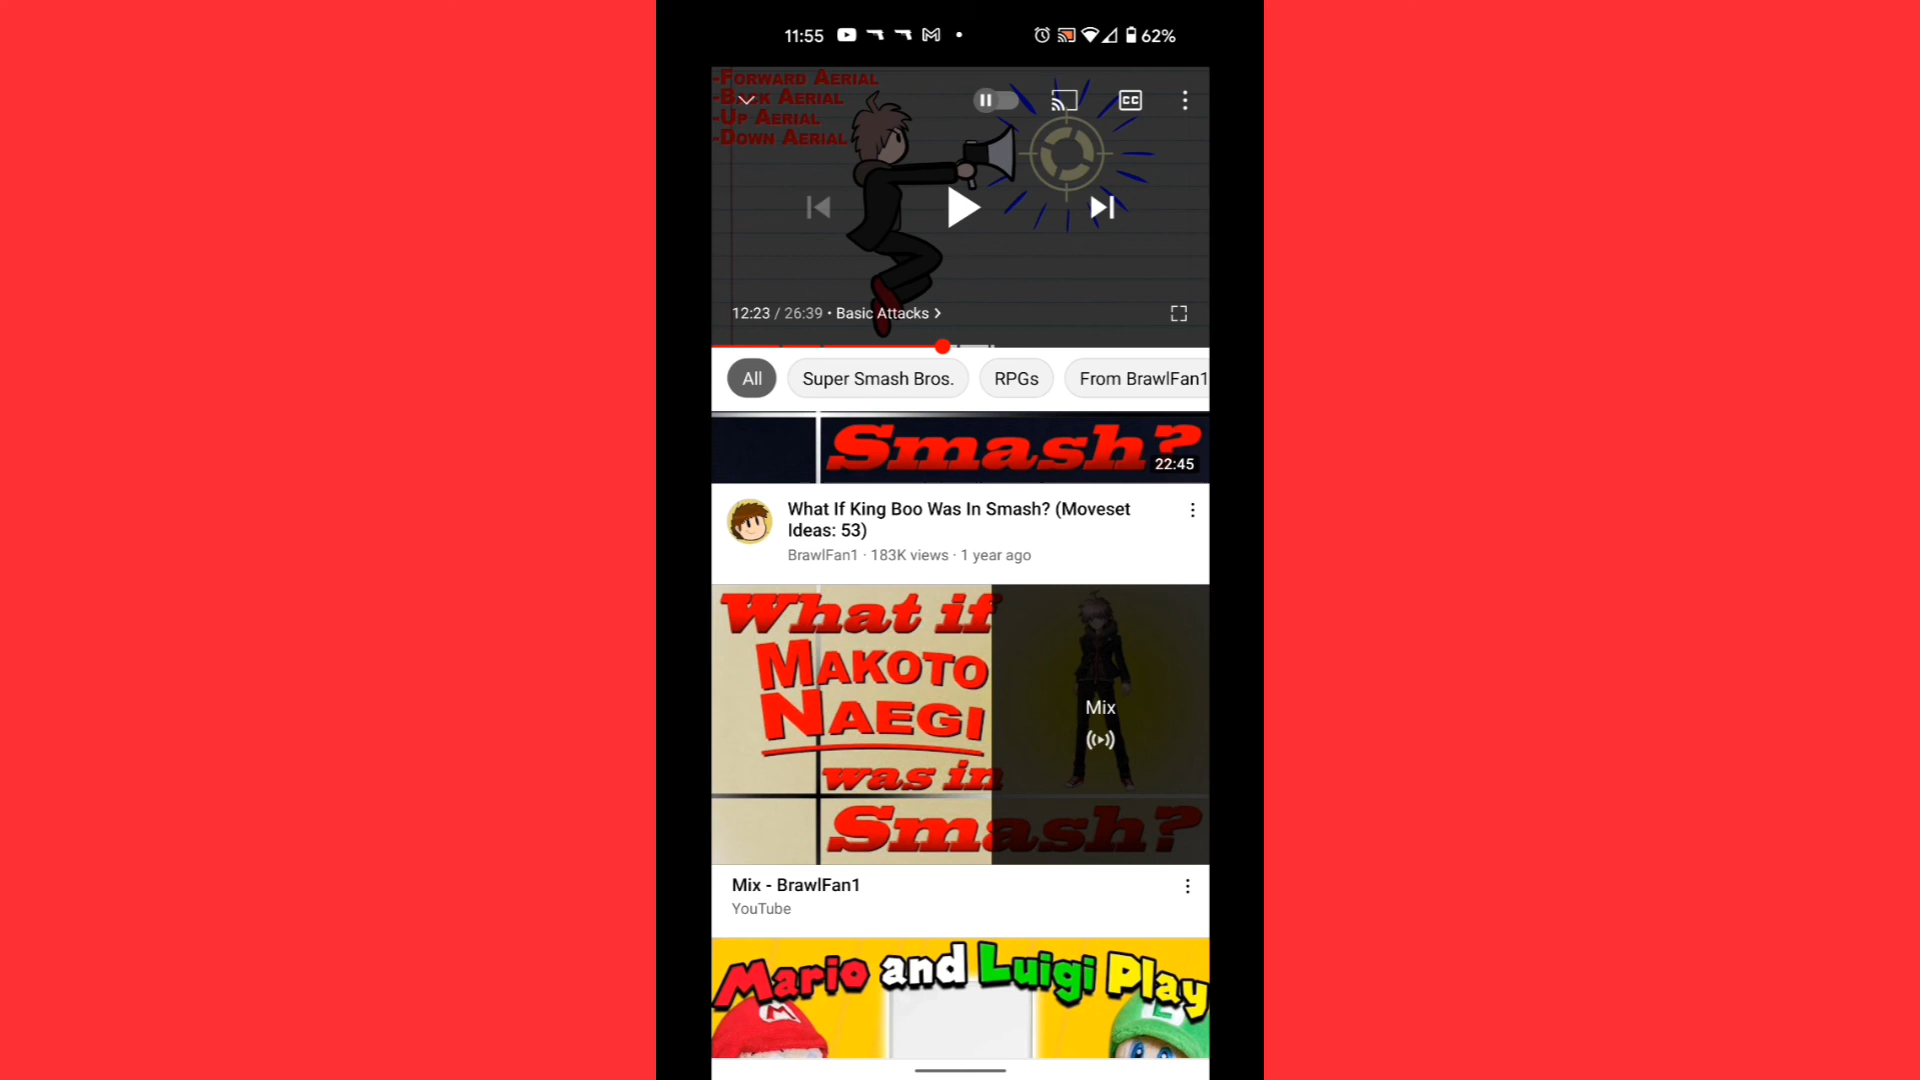 11:55
62%
-Forward Aerial
-Back Aerial
-Up Aerial
-Down Aerial
CC
12:23 / 26:39 • Basic Attacks
All
Super Smash Bros.
RPGs
From BrawlFan1
Smash?
22:45
What If King Boo Was In Smash? (Moveset
Ideas: 53)
BrawlFan1 · 183K views · 1 year ago
What if
Makoto
Naegi
was in
Smash?
Mix
Mix - BrawlFan1
YouTube
Mario and Luigi Play
M
L